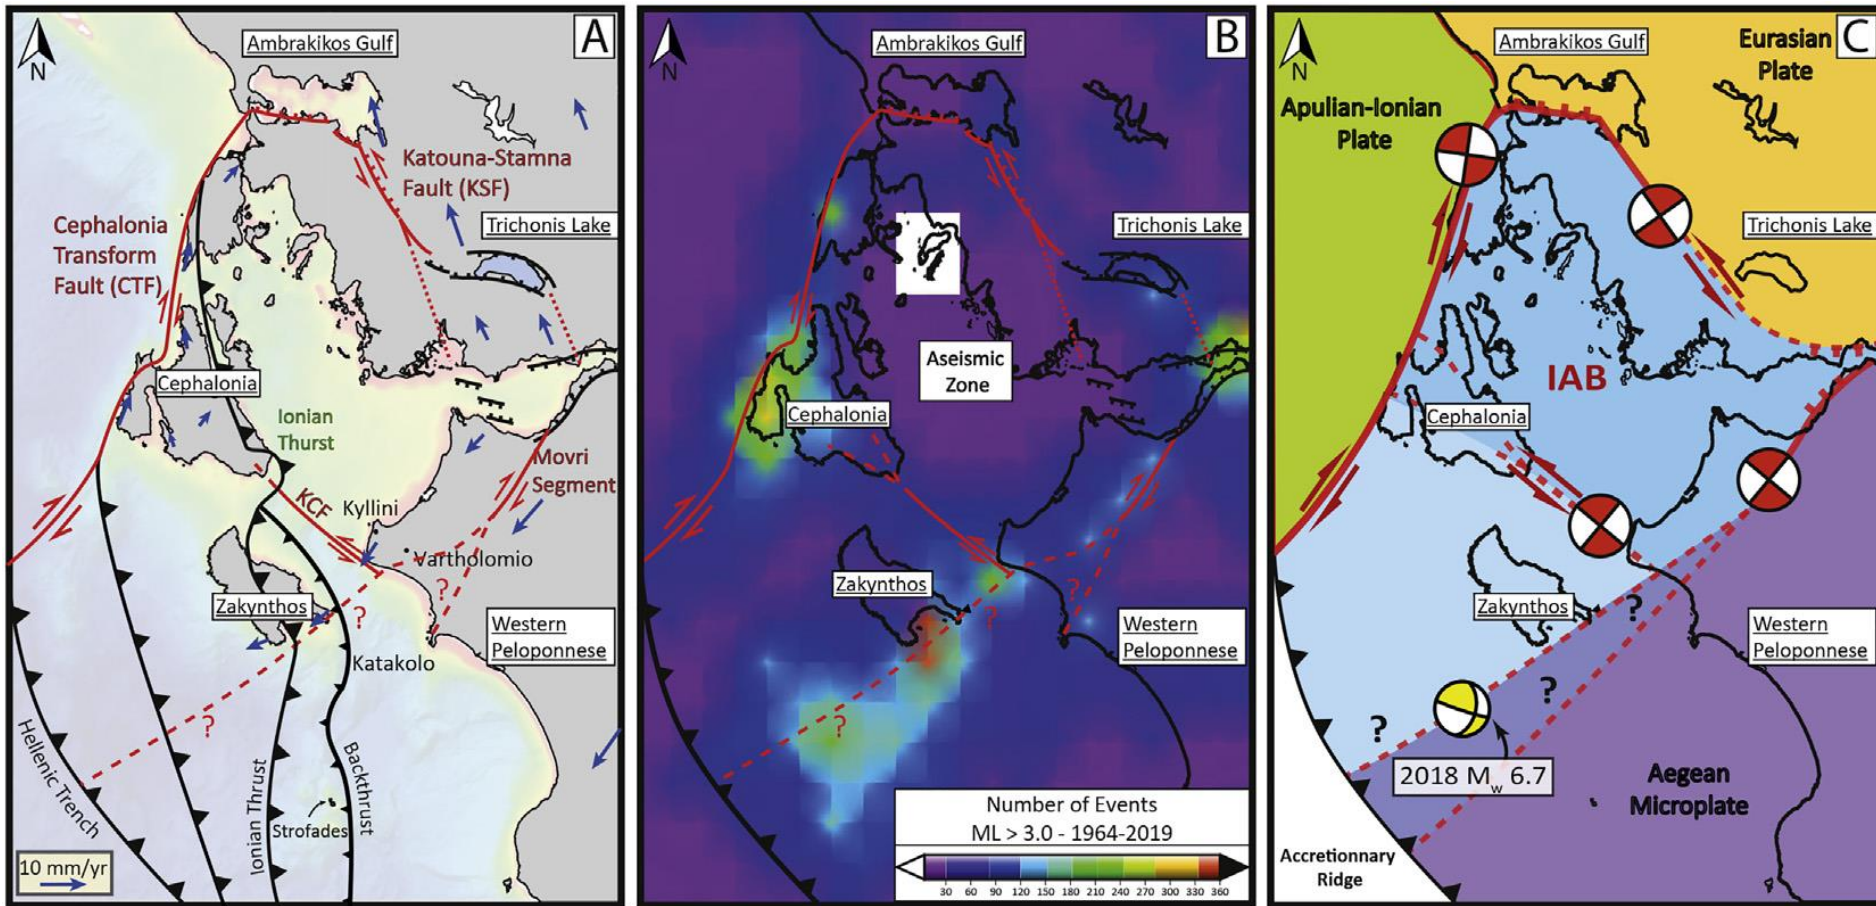 A
N
Ambrakikos Gulf
Katouna-Stamna
Fault (KSF)
Cephalonia
Transform
Fault (CTF)
Trichonis Lake
Cephalonia
Ionian
Thurst
Movri
Segment
KCF
Kyllini
Vartholomio
?
Zakynthos
Western
Peloponnese
Katakolo
?
Hellenic Trench
Ionian Thrust
Backthrust
Strofades
10 mm/yr
B
N
Ambrakikos Gulf
Trichonis Lake
Aseismic
Zone
Cephalonia
Zakynthos
?
?
Western
Peloponnese
?
Number of Events
ML > 3.0 - 1964-2019
30 60 90 120 150 180 210 240 270 300 330 360
C
N
Ambrakikos Gulf
Eurasian
Plate
Apulian-Ionian
Plate
Trichonis Lake
IAB
Cephalonia
Zakynthos
?
Western
Peloponnese
?
?
2018 Mw 6.7
Aegean
Microplate
Accretionnary
Ridge